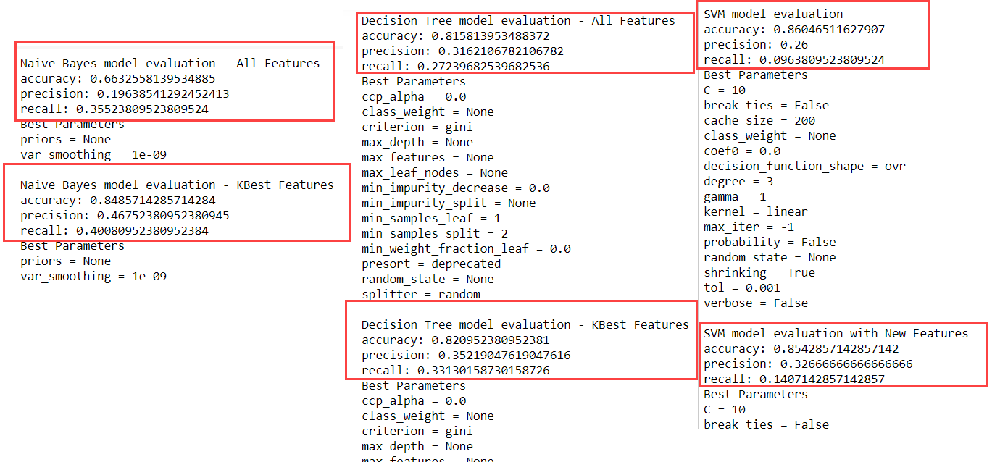 Naive Bayes model evaluation - All Features
accuracy: 0.6632558139534885
precision: 0.19638541292452413
recall: 0.35523809523809524
Best Parameters
priors = None
var_smoothing = 1e-09
Naive Bayes model evaluation - KBest Features
accuracy: 0.8485714285714284
precision: 0.46752380952380945
recall: 0.40080952380952384
Best Parameters
priors = None
var_smoothing = 1e-09
Decision Tree model evaluation - All Features
accuracy: 0.815813953488372
precision: 0.3162106782106782
recall: 0.27239682539682536
Best Parameters
ccp_alpha = 0.0
class_weight = None
criterion = gini
max_depth = None
max_features = None
max_leaf_nodes = None
min_impurity_decrease = 0.0
min_impurity_split = None
min_samples_leaf = 1
min_samples_split = 2
min_weight_fraction_leaf = 0.0
presort = deprecated
random_state = None
splitter = random
Decision Tree model evaluation - KBest Features
accuracy: 0.820952380952381
precision: 0.35219047619047616
recall: 0.33130158730158726
Best Parameters
ccp_alpha = 0.0
class_weight = None
criterion = gini
max_depth = None
max_features = None
SVM model evaluation
accuracy: 0.86046511627907
precision: 0.26
recall: 0.0963809523809524
Best Parameters
C = 10
break_ties = False
cache_size = 200
class_weight = None
coef0 = 0.0
decision_function_shape = ovr
degree = 3
gamma = 1
kernel = linear
max_iter = -1
probability = False
random_state = None
shrinking = True
tol = 0.001
verbose = False
SVM model evaluation with New Features
accuracy: 0.8542857142857142
precision: 0.32666666666666666
recall: 0.1407142857142857
Best Parameters
C = 10
break ties = False